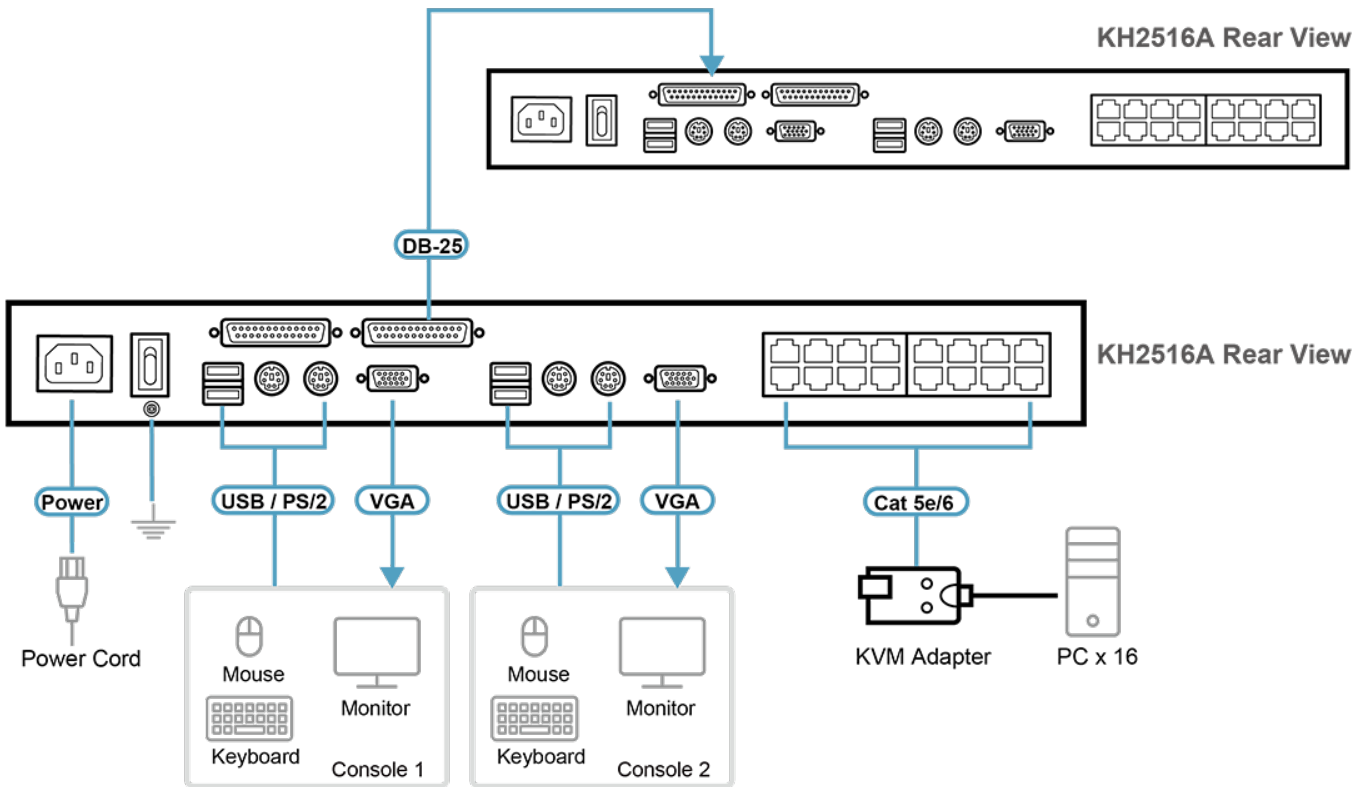 KH2516A Rear View
DB-25
KH2516A Rear View
Power
USB / PS/2
VGA
USB / PS/2
VGA
Cat 5e/6
Power Cord
Mouse
Monitor
Keyboard
Console 1
Mouse
Monitor
Keyboard
Console 2
KVM Adapter
PC x 16